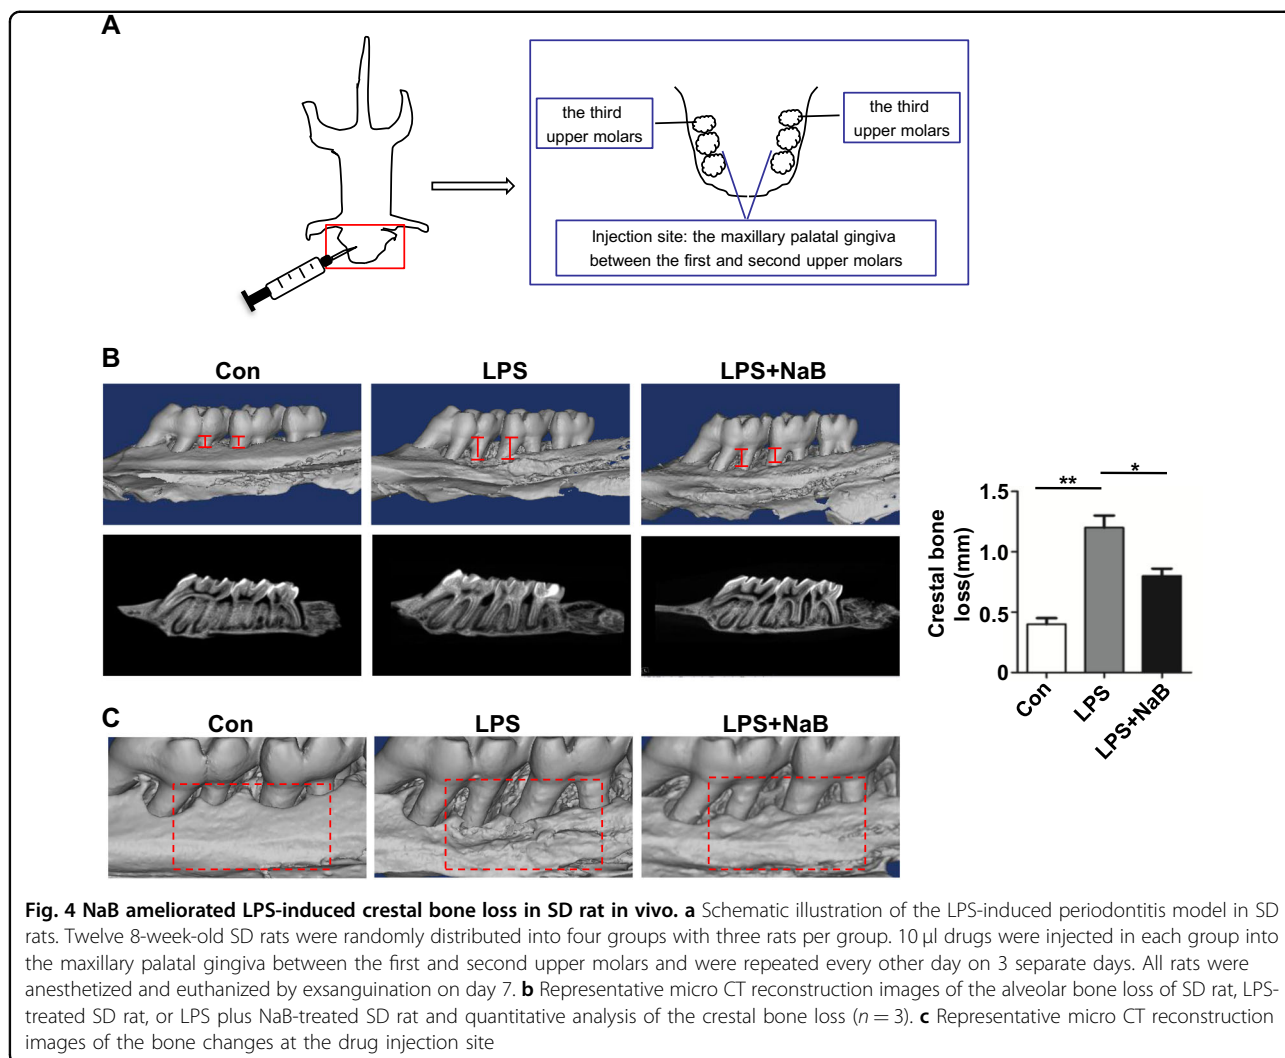 A
the third
upper molars
the third
upper molars
Injection site: the maxillary palatal gingiva
between the first and second upper molars
B
Con
LPS
LPS+NaB
**
*
1.5
1.0
0.5
0
Crestal bone
loss(mm)
Con
LPS
LPS+NaB
C
Con
LPS
LPS+NaB
Fig. 4 NaB ameliorated LPS-induced crestal bone loss in SD rat in vivo. a Schematic illustration of the LPS-induced periodontitis model in SD
rats. Twelve 8-week-old SD rats were randomly distributed into four groups with three rats per group. 10 µl drugs were injected in each group into
the maxillary palatal gingiva between the first and second upper molars and were repeated every other day on 3 separate days. All rats were
anesthetized and euthanized by exsanguination on day 7. b Representative micro CT reconstruction images of the alveolar bone loss of SD rat, LPS-
treated SD rat, or LPS plus NaB-treated SD rat and quantitative analysis of the crestal bone loss (n = 3). c Representative micro CT reconstruction
images of the bone changes at the drug injection site